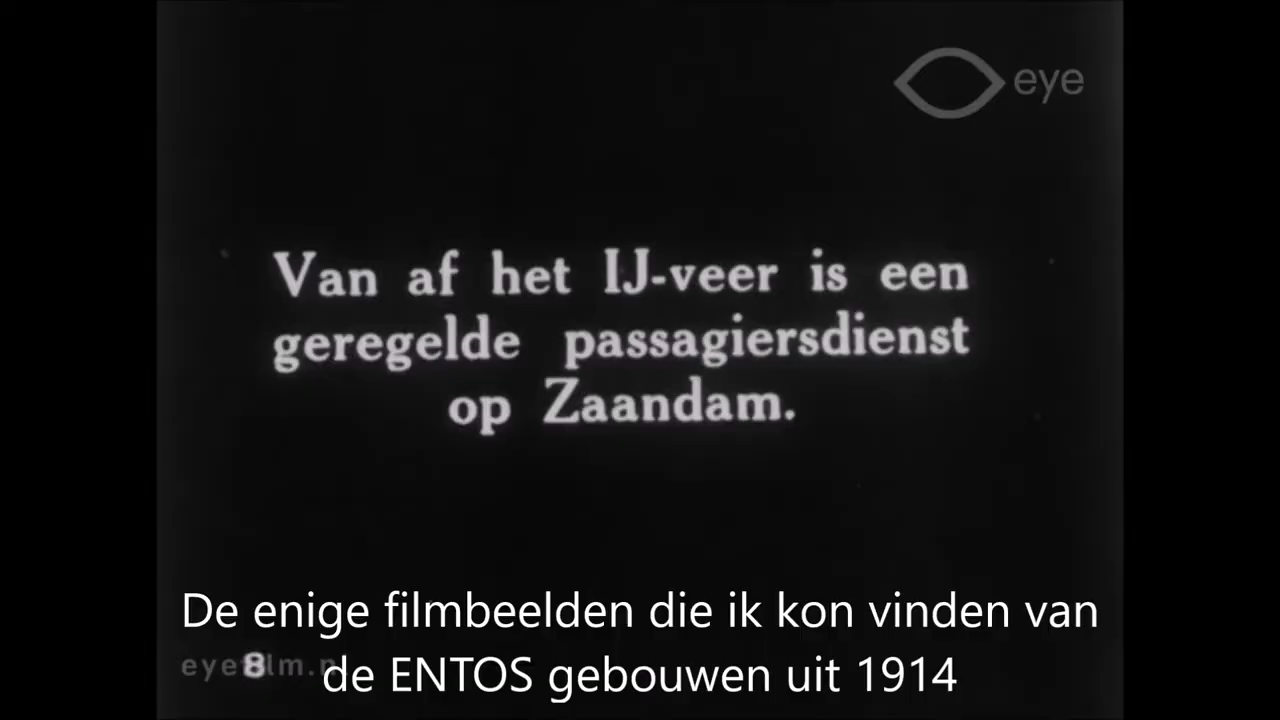 eye
Van af het IJ-veer is een
geregelde passagiersdienst
op Zaandam.
De enige filmbeelden die ik kon vinden van
de ENTOS gebouwen uit 1914
8